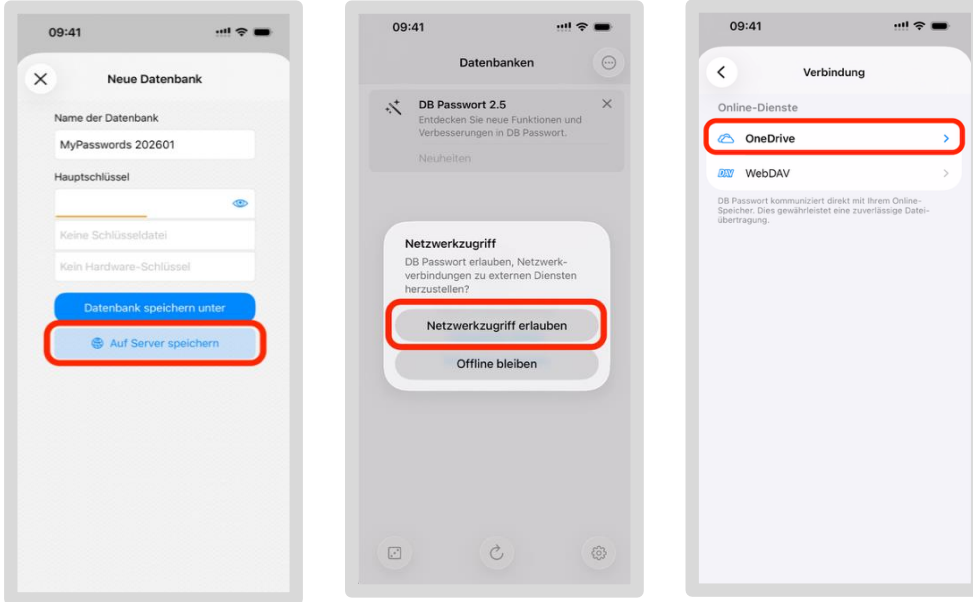 09:41
Neue Datenbank
Name der Datenbank
MyPasswords 202601
Hauptschlüssel
Keine Schlüsseldatei
Kein Hardware-Schlüssel
Datenbank speichern unter
Auf Server speichern
09:41
Datenbanken
DB Passwort 2.5
Entdecken Sie neue Funktionen und
Verbesserungen in DB Passwort.
Neuheiten
Netzwerkzugriff
DB Passwort erlauben, Netzwerk-
verbindungen zu externen Diensten
herzustellen?
Netzwerkzugriff erlauben
Offline bleiben
09:41
Verbindung
Online-Dienste
OneDrive
DAV WebDAV
DB Passwort kommuniziert direkt mit Ihrem Online-
Speicher. Dies gewährleistet eine zuverlässige Datei-
übertragung.